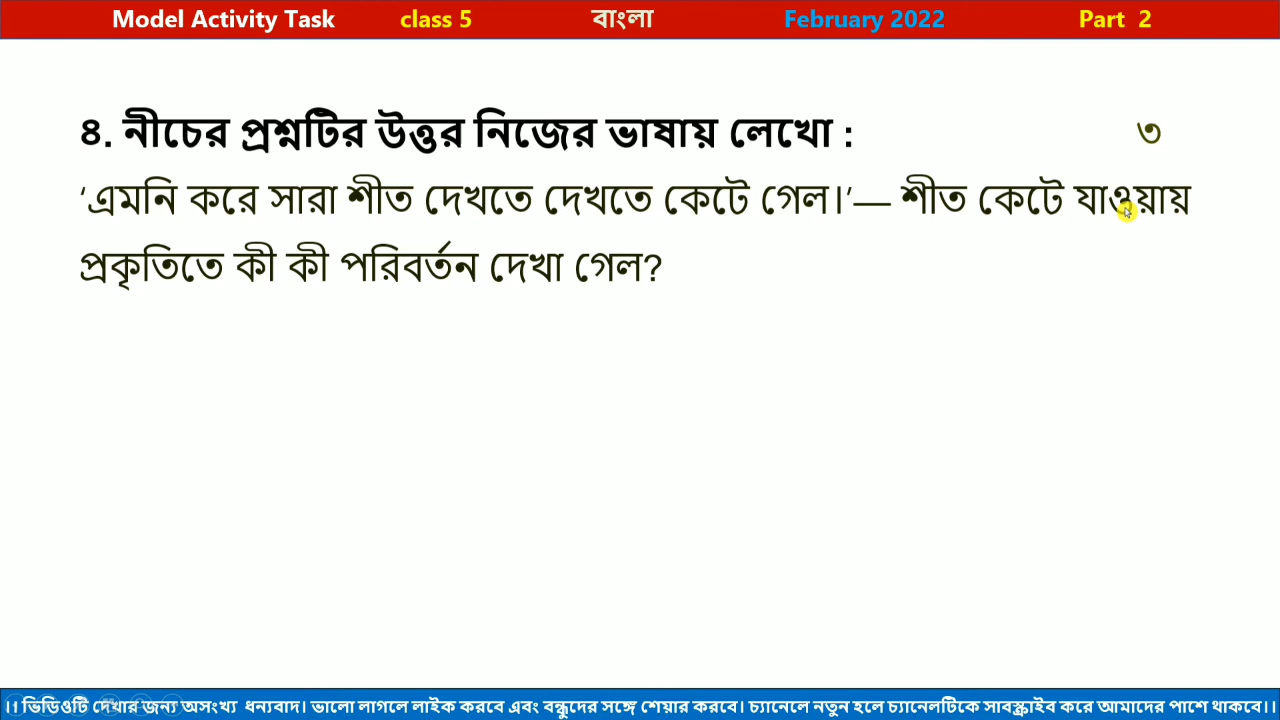 Model Activity Task class 5 বাংলা February 2022 Part 2
৪. নীচের প্রশ্নটির উত্তর নিজের ভাষায় লেখো : ৩
‘এমনি করে সারা শীত দেখতে দেখতে কেটে গেল।’— শীত কেটে যাওয়ায়
প্রকৃতিতে কী কী পরিবর্তন দেখা গেল?
।। ভিডিওটি দেখার জন্য অসংখ্য ধন্যবাদ। ভালো লাগলে লাইক করবে এবং বন্ধুদের সঙ্গে শেয়ার করবে। চ্যানেলে নতুন হলে চ্যানেলটিকে সাবস্ক্রাইব করে আমাদের পাশে থাকবে।।